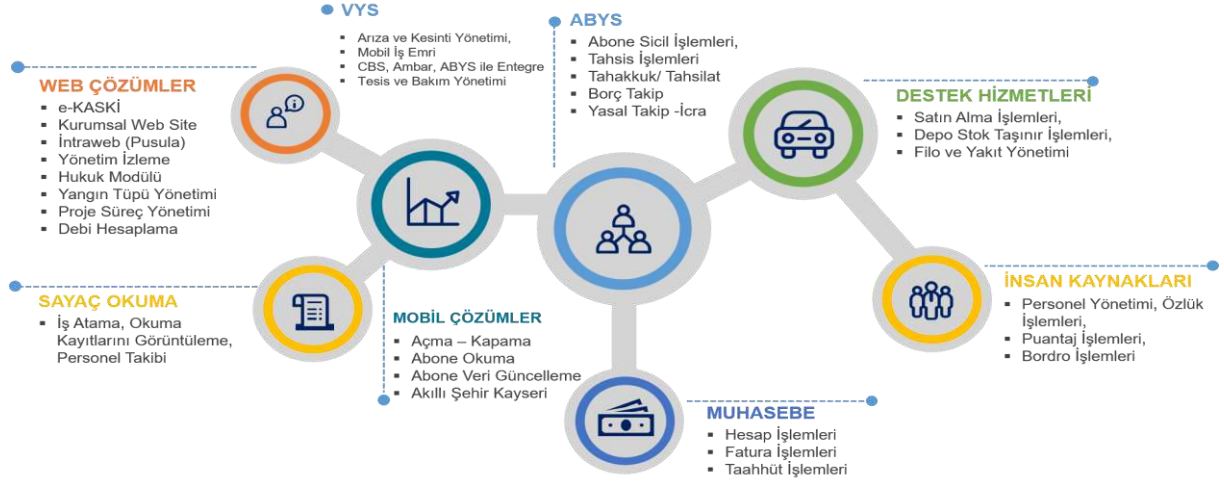 VYS
Arıza ve Kesinti Yönetimi,
Mobil İş Emri
CBS, Ambar, ABYS ile Entegre
Tesis ve Bakım Yönetimi
ABYS
Abone Sicil İşlemleri,
Tahsis İşlemleri
Tahakkuk/ Tahsilat
Borç Takip
Yasal Takip -İcra
WEB ÇÖZÜMLER
e-KASKİ
Kurumsal Web Site
İntraweb (Pusula)
Yönetim İzleme
Hukuk Modülü
Yangın Tüpü Yönetimi
Proje Süreç Yönetimi
Debi Hesaplama
DESTEK HİZMETLERİ
Satın Alma İşlemleri,
Depo Stok Taşınır İşlemleri,
Filo ve Yakıt Yönetimi
SAYAÇ OKUMA
İş Atama, Okuma
Kayıtlarını Görüntüleme,
Personel Takibi
MOBİL ÇÖZÜMLER
Açma – Kapama
Abone Okuma
Abone Veri Güncelleme
Akıllı Şehir Kayseri
İNSAN KAYNAKLARI
Personel Yönetimi, Özlük
İşlemleri,
Puantaj İşlemleri,
Bordro İşlemleri
MUHASEBE
Hesap İşlemleri
Fatura İşlemleri
Taahhüt İşlemleri